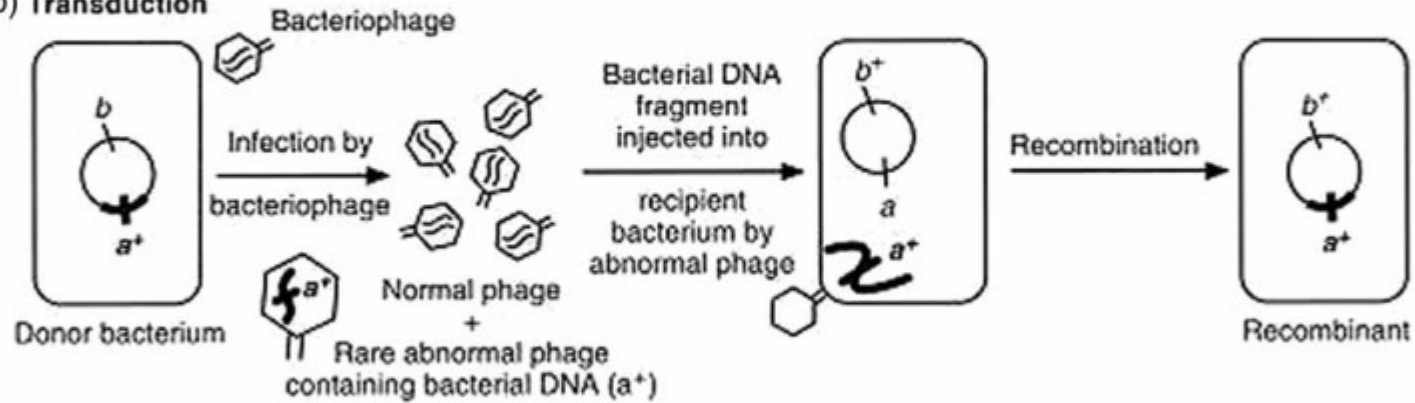 ) Transduction
Bacteriophage
b
a⁺
Donor bacterium
Infection by
bacteriophage
a⁺
Normal phage
+
Rare abnormal phage
containing bacterial DNA (a⁺)
Bacterial DNA
fragment
injected into
recipient
bacterium by
abnormal phage
b⁺
a
a⁺
Recombination
b⁺
a⁺
Recombinant